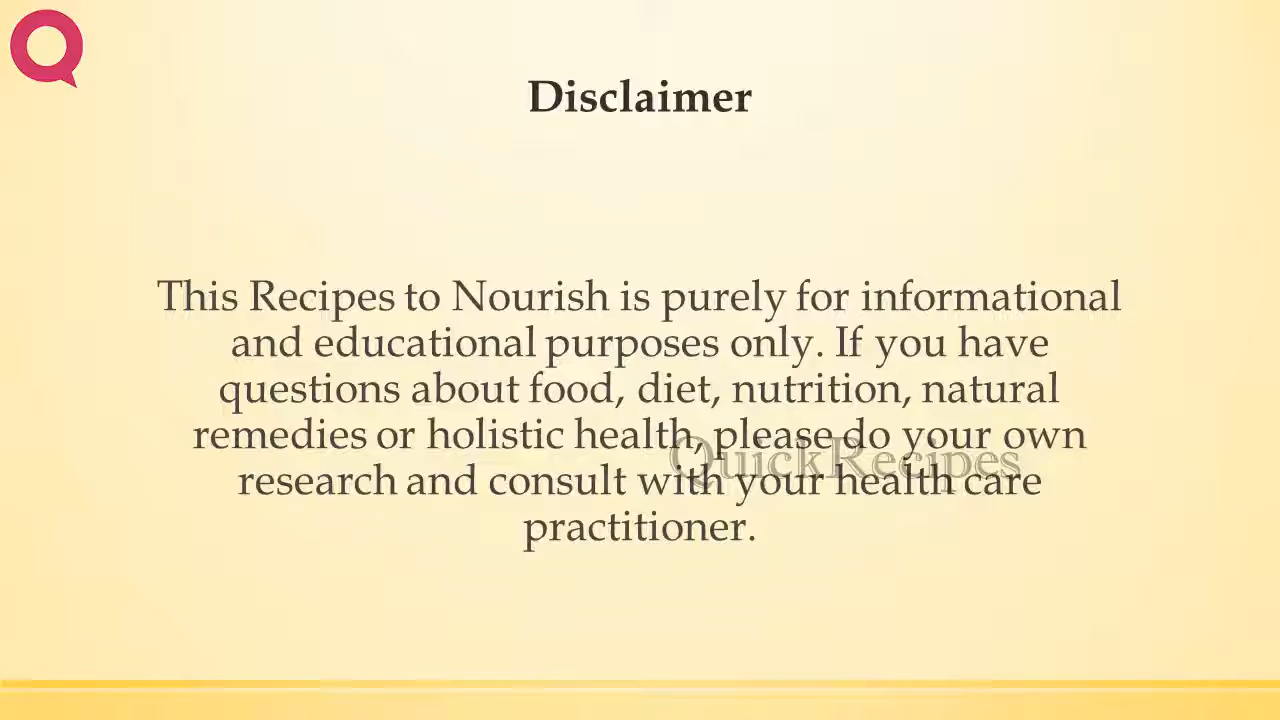 Disclaimer
This Recipes to Nourish is purely for informational
and educational purposes only. If you have
questions about food, diet, nutrition, natural
remedies or holistic health, please do your own
QuickRecipes
research and consult with your health care
practitioner.